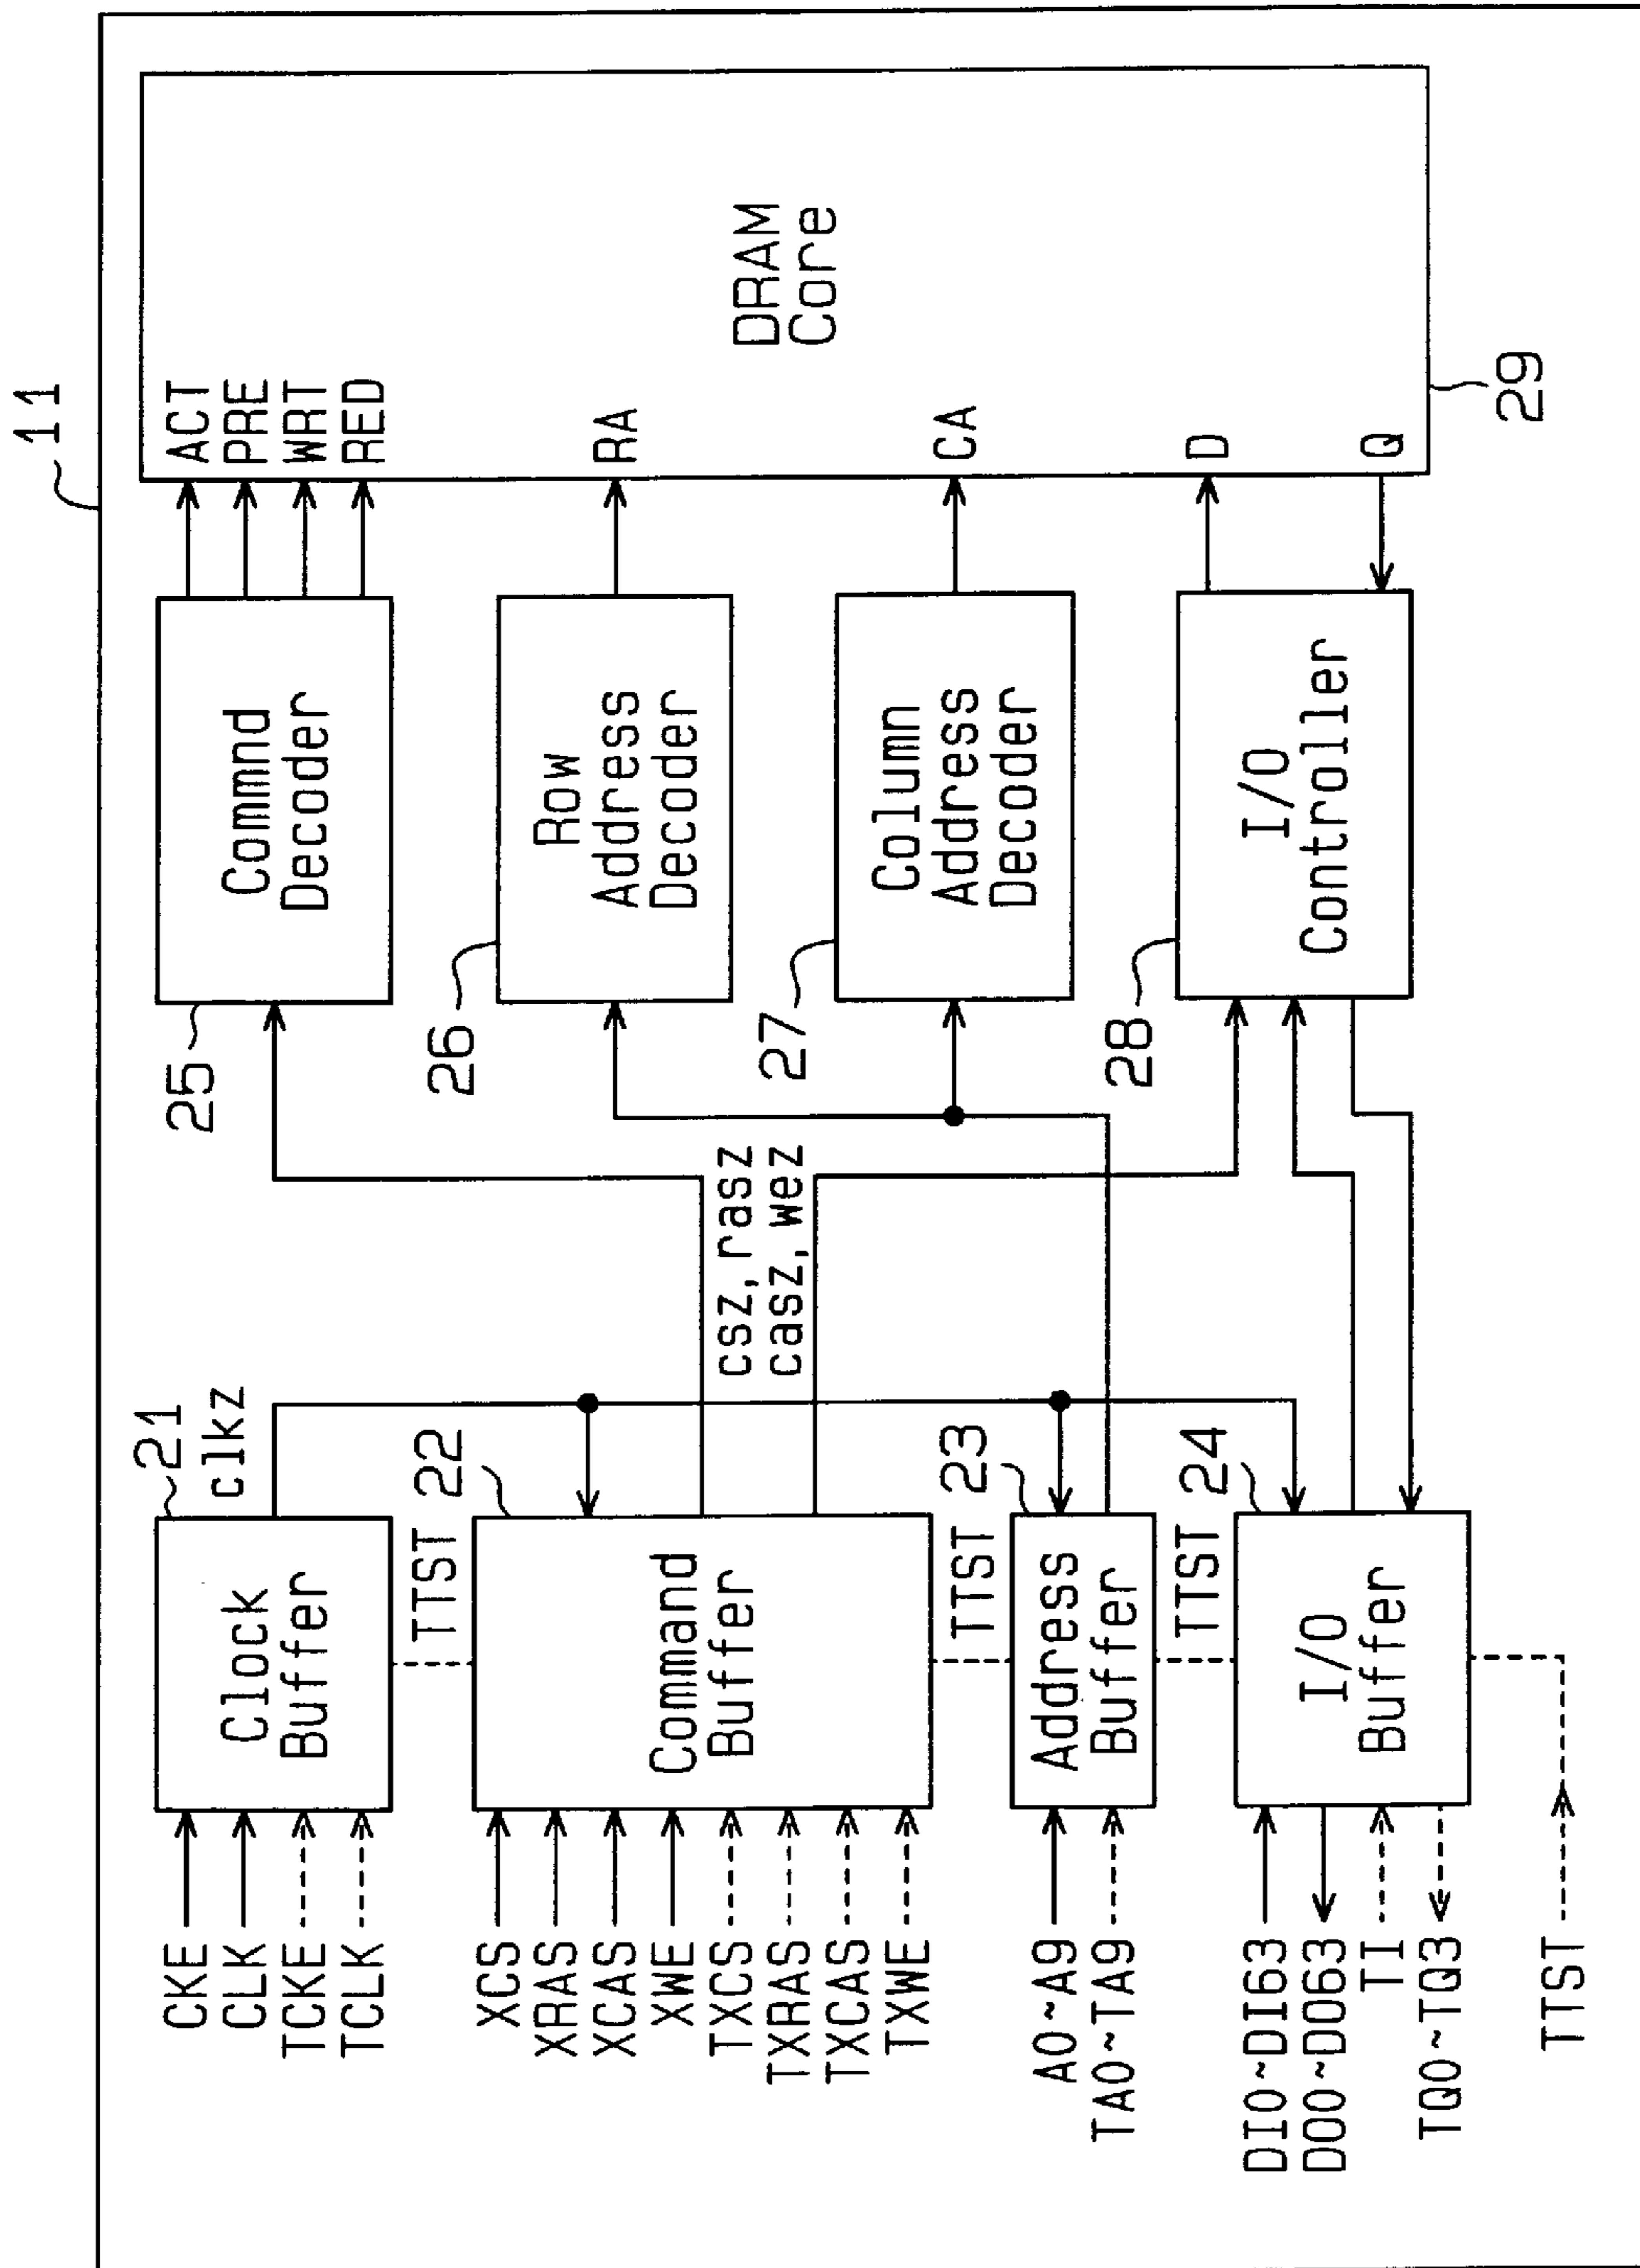 11
CKE
CLK
TCKE
TCLK
Clock
Buffer
21
clkz
TTST
XCS
XRAS
XCAS
XWE
TXCS
TXRAS
TXCAS
TXWE
Command
Buffer
22
csz,rasz
casz,wez
TTST
A0~A9
TA0~TA9
Address
Buffer
23
TTST
DI0~DI63
DO0~DO63
TI
TQ0~TQ3
I/O
Buffer
24
TTST
25
Commnd
Decoder
26
Row
Address
Decoder
27
Column
Address
Decoder
28
I/O
Controller
ACT
PRE
WRT
RED
RA
CA
D
Q
DRAM
Core
29